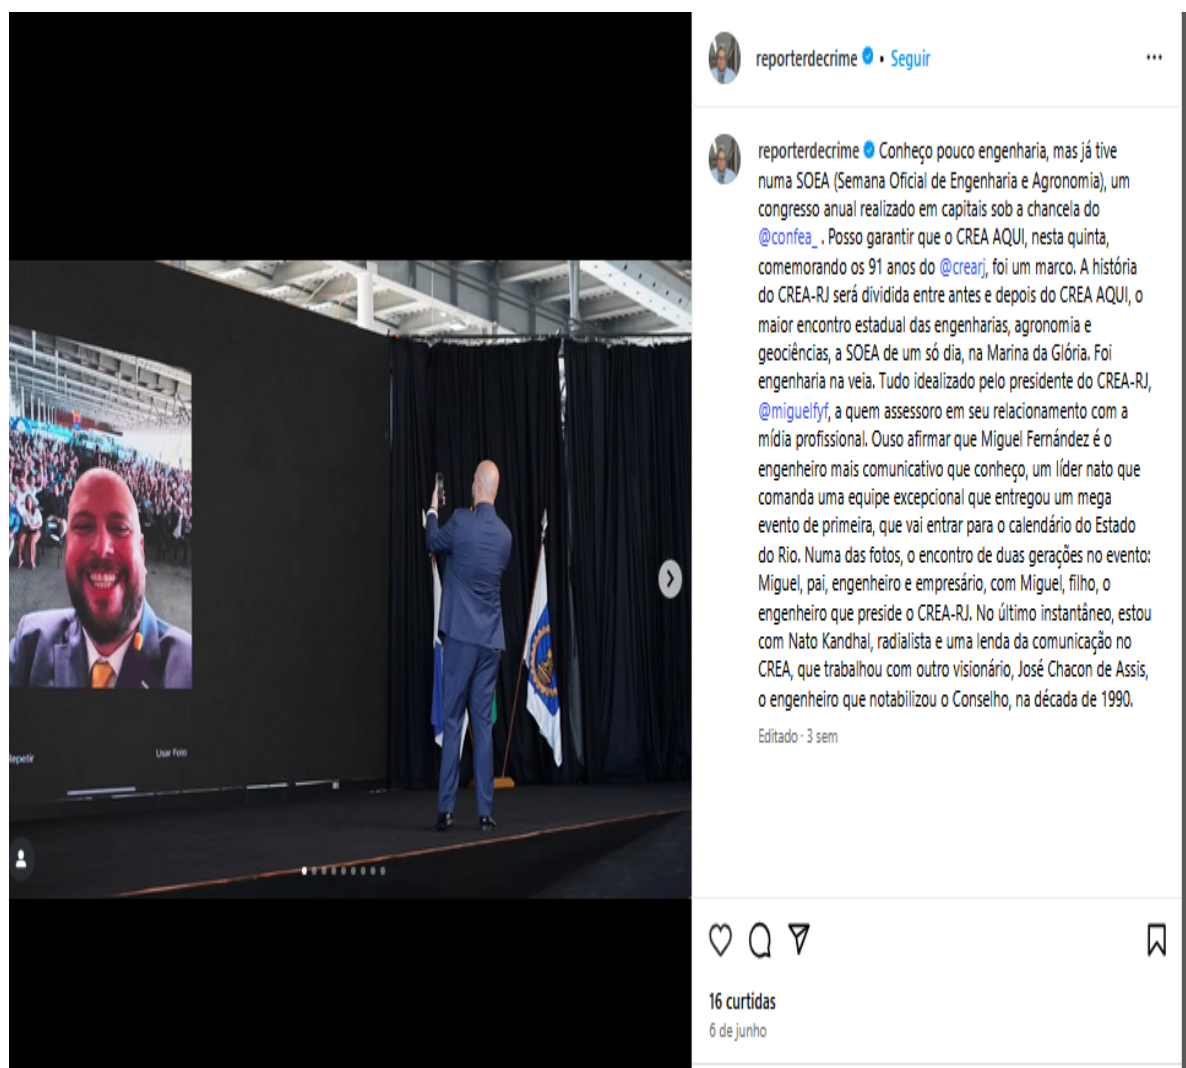 reporterdecrime • Seguir
reporterdecrime Conheço pouco engenharia, mas já tive
numa SOEA (Semana Oficial de Engenharia e Agronomia), um
congresso anual realizado em capitais sob a chancela do
@confea_ . Posso garantir que o CREA AQUI, nesta quinta,
comemorando os 91 anos do @crearj, foi um marco. A história
do CREA-RJ será dividida entre antes e depois do CREA AQUI, o
maior encontro estadual das engenharias, agronomia e
geociências, a SOEA de um só dia, na Marina da Glória. Foi
engenharia na veia. Tudo idealizado pelo presidente do CREA-RJ,
@miguelfyf, a quem assessoro em seu relacionamento com a
mídia profissional. Ouso afirmar que Miguel Fernández é o
engenheiro mais comunicativo que conheço, um líder nato que
comanda uma equipe excepcional que entregou um mega
evento de primeira, que vai entrar para o calendário do Estado
do Rio. Numa das fotos, o encontro de duas gerações no evento:
Miguel, pai, engenheiro e empresário, com Miguel, filho, o
engenheiro que preside o CREA-RJ. No último instantâneo, estou
com Nato Kandhal, radialista e uma lenda da comunicação no
CREA, que trabalhou com outro visionário, José Chacon de Assis,
o engenheiro que notabilizou o Conselho, na década de 1990.
Editado · 3 sem
Repetir
Usar Foto
16 curtidas
6 de junho